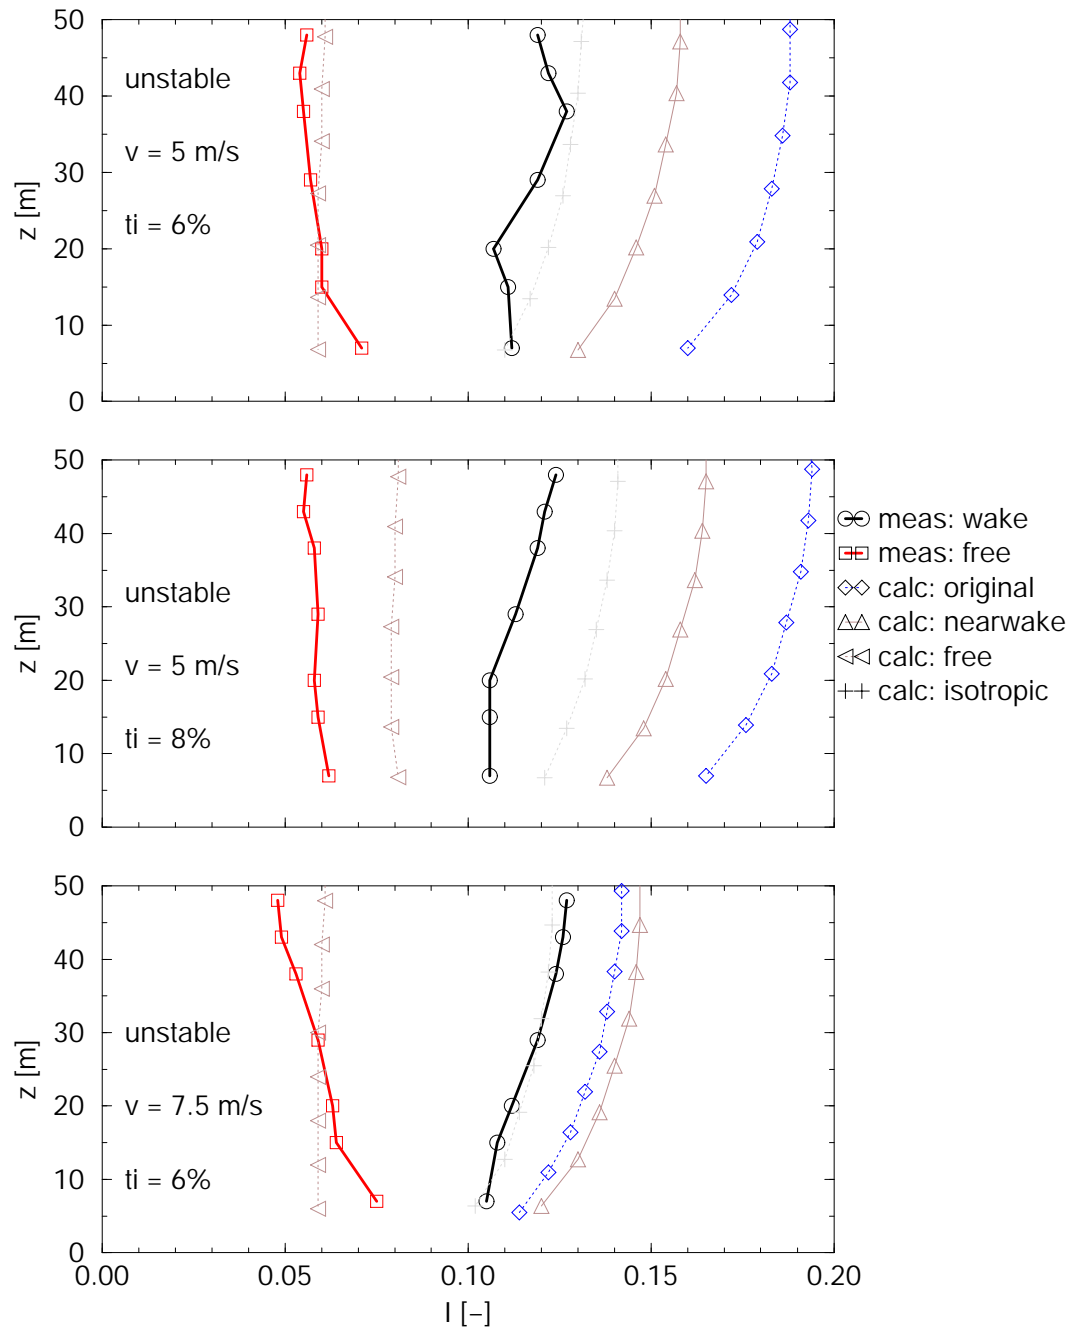 50
40
30
20
10
0
z [m]
unstable
v = 5 m/s
ti = 6%
50
40
30
20
10
0
z [m]
unstable
v = 5 m/s
ti = 8%
meas: wake
meas: free
calc: original
calc: nearwake
calc: free
calc: isotropic
50
40
30
20
10
0
z [m]
unstable
v = 7.5 m/s
ti = 6%
0.00 0.05 0.10 0.15 0.20
I [–]